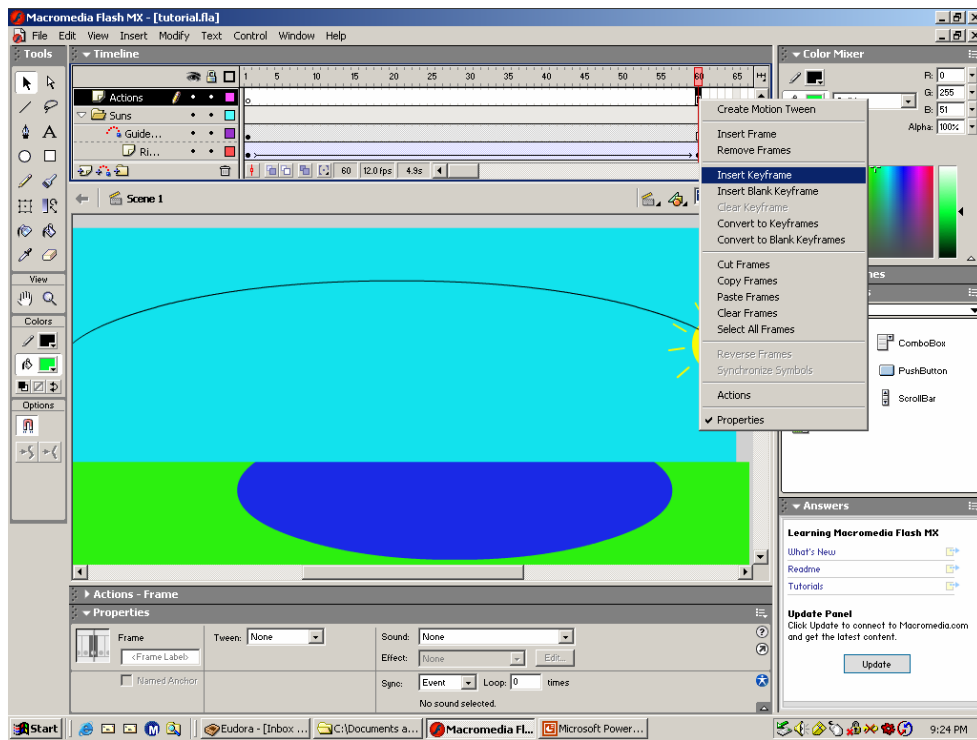 Macromedia Flash MX - [tutorial.fla]
File Edit View Insert Modify Text Control Window Help
Tools
Timeline
Color Mixer
1 5 10 15 20 25 30 35 40 45 50 55 60 65
R: 0
G: 255
B: 51
Alpha: 100%
Actions
Suns
Guide...
Ri...
60 12.0 fps 4.9s
Scene 1
Create Motion Tween
Insert Frame
Remove Frames
Insert Keyframe
Insert Blank Keyframe
Clear Keyframe
Convert to Keyframes
Convert to Blank Keyframes
Cut Frames
Copy Frames
Paste Frames
Clear Frames
Select All Frames
Reverse Frames
Synchronize Symbols
Actions
Properties
View
Colors
Options
ComboBox
PushButton
ScrollBar
Answers
Learning Macromedia Flash MX
What's New
Readme
Tutorials
Update Panel
Click Update to connect to Macromedia.com
and get the latest content.
Update
Actions - Frame
Properties
Frame
<Frame Label>
Named Anchor
Tween: None
Sound: None
Effect: None Edit...
Sync: Event Loop: 0 times
No sound selected.
Start
Eudora - [Inbox ...
C:\Documents a...
Macromedia Fl...
Microsoft Power...
9:24 PM